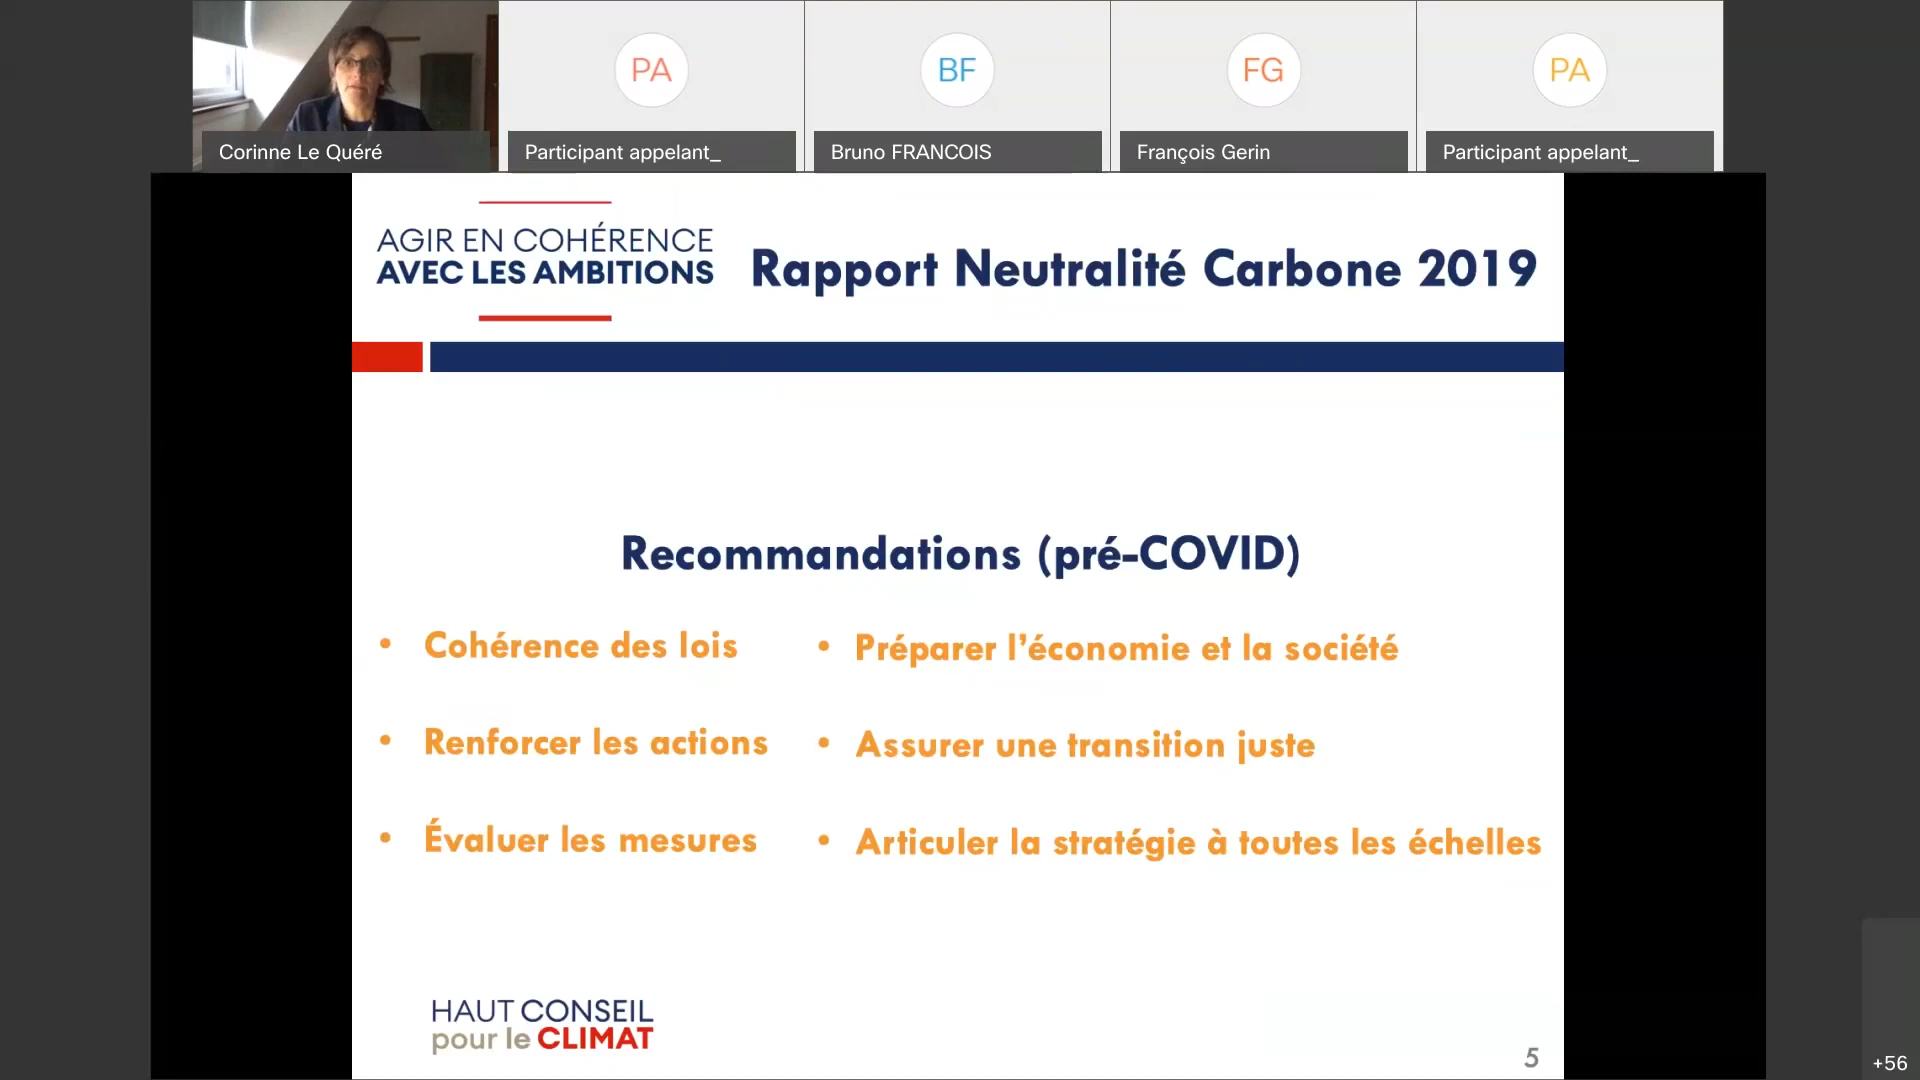 PA
BF
FG
PA
Corinne Le Quéré
Participant appelant_
Bruno FRANCOIS
François Gerin
Participant appelant_
AGIR EN COHÉRENCE
AVEC LES AMBITIONS
Rapport Neutralité Carbone 2019
Recommandations (pré-COVID)
• Cohérence des lois
• Renforcer les actions
• Évaluer les mesures
• Préparer l'économie et la société
• Assurer une transition juste
• Articuler la stratégie à toutes les échelles
HAUT CONSEIL
pour le CLIMAT
5
+56